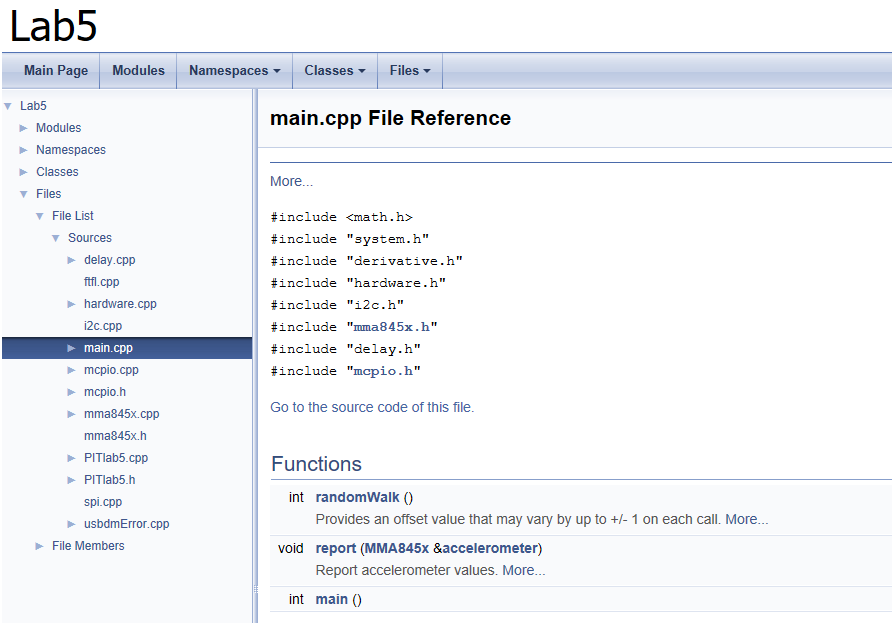 Lab5
Main Page Modules Namespaces Classes Files
Lab5
Modules
Namespaces
Classes
Files
File List
Sources
delay.cpp
ftfl.cpp
hardware.cpp
i2c.cpp
main.cpp
mcpio.cpp
mcpio.h
mma845x.cpp
mma845x.h
PITlab5.cpp
PITlab5.h
spi.cpp
usbdmError.cpp
File Members
main.cpp File Reference
More...
#include <math.h>
#include "system.h"
#include "derivative.h"
#include "hardware.h"
#include "i2c.h"
#include "mma845x.h"
#include "delay.h"
#include "mcpio.h"
Go to the source code of this file.
Functions
int randomWalk ()
Provides an offset value that may vary by up to +/- 1 on each call. More...
void report (MMA845x &accelerometer)
Report accelerometer values. More...
int main ()